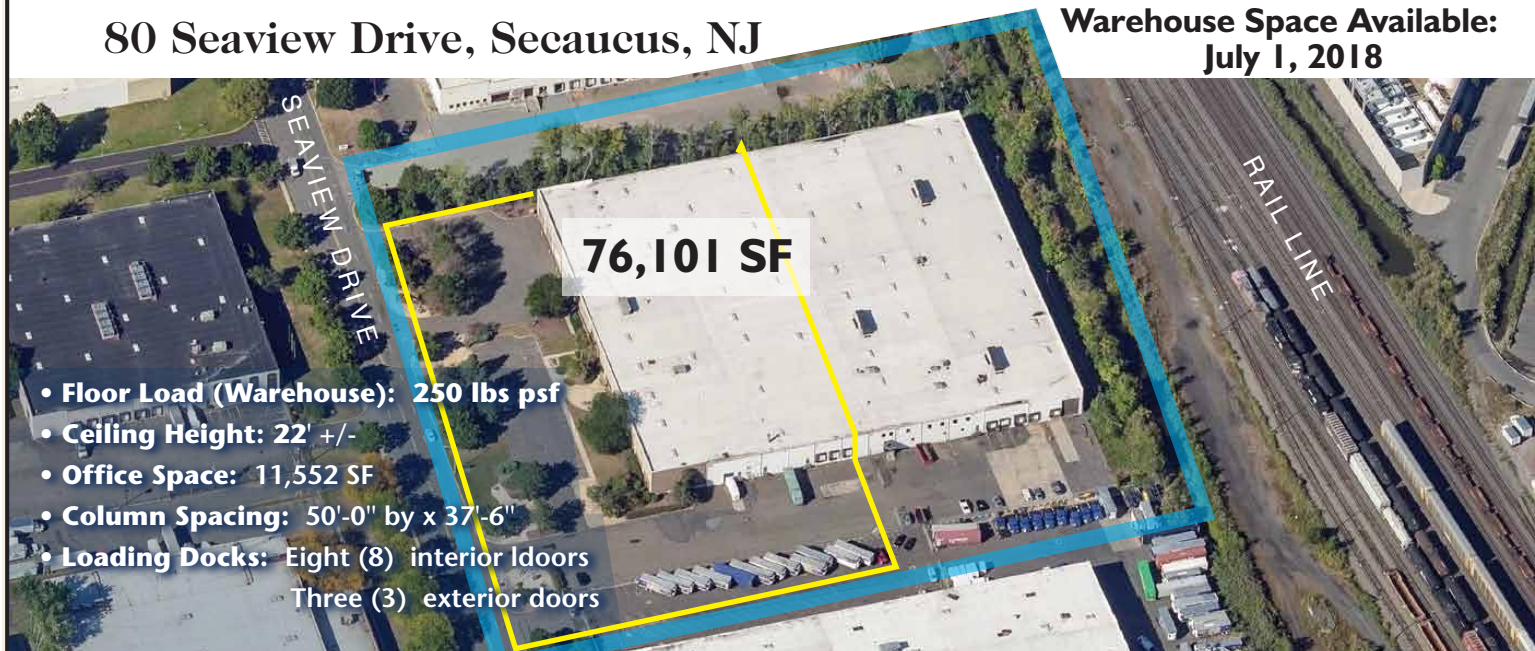 80 Seaview Drive, Secaucus, NJ
Warehouse Space Available:
July 1, 2018
SEAVIEW DRIVE
76,101 SF
RAIL LINE
• Floor Load (Warehouse): 250 lbs psf
• Ceiling Height: 22' +/-
• Office Space: 11,552 SF
• Column Spacing: 50'-0" by x 37'-6"
• Loading Docks: Eight (8) interior ldoors
Three (3) exterior doors